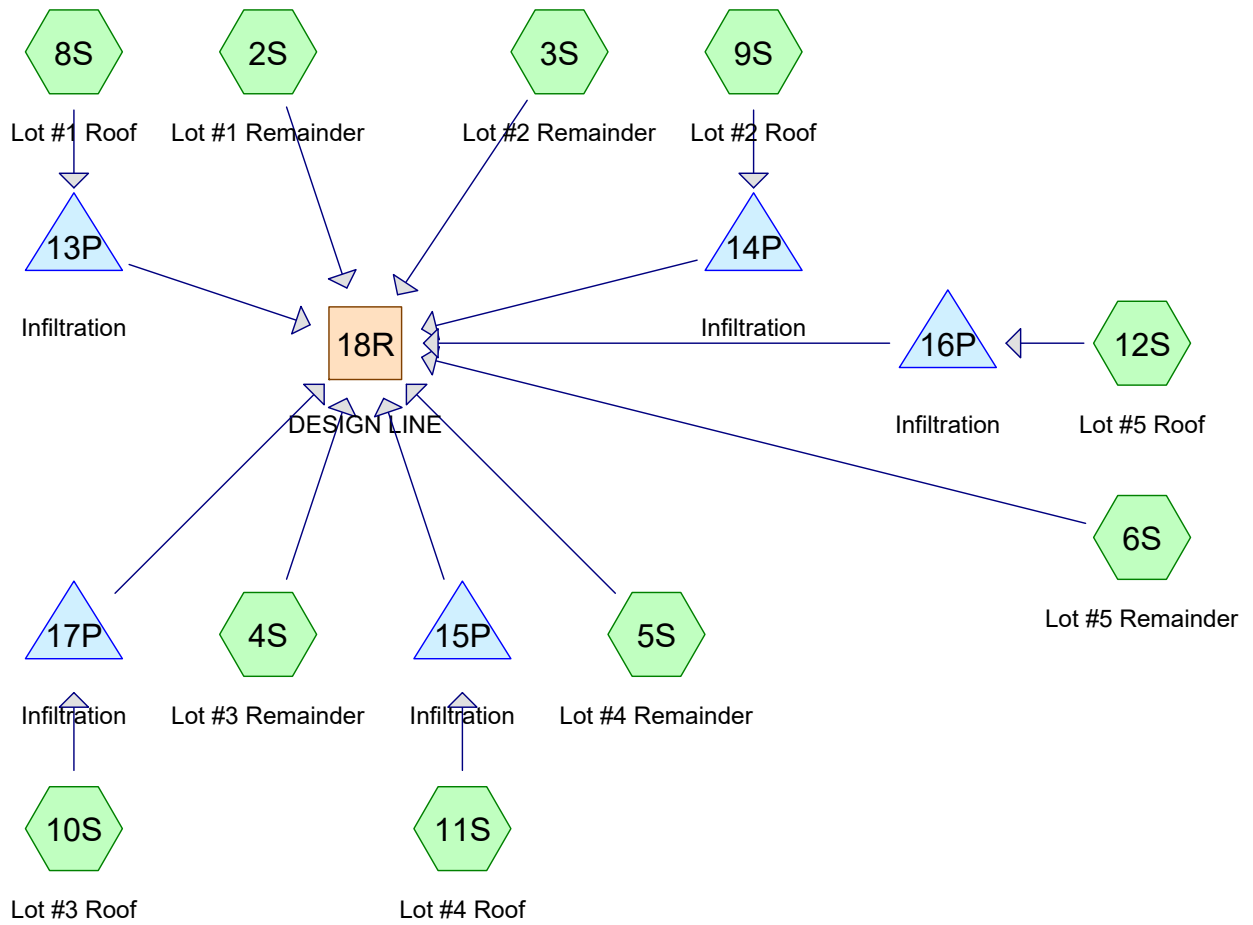 8S
2S
3S
9S
Lot #1 Roof
Lot #1 Remainder
Lot #2 Remainder
Lot #2 Roof
13P
14P
Infiltration
Infiltration
18R
16P
12S
DESIGN LINE
Infiltration
Lot #5 Roof
6S
Lot #5 Remainder
17P
4S
15P
5S
Infiltration
Lot #3 Remainder
Infiltration
Lot #4 Remainder
10S
11S
Lot #3 Roof
Lot #4 Roof